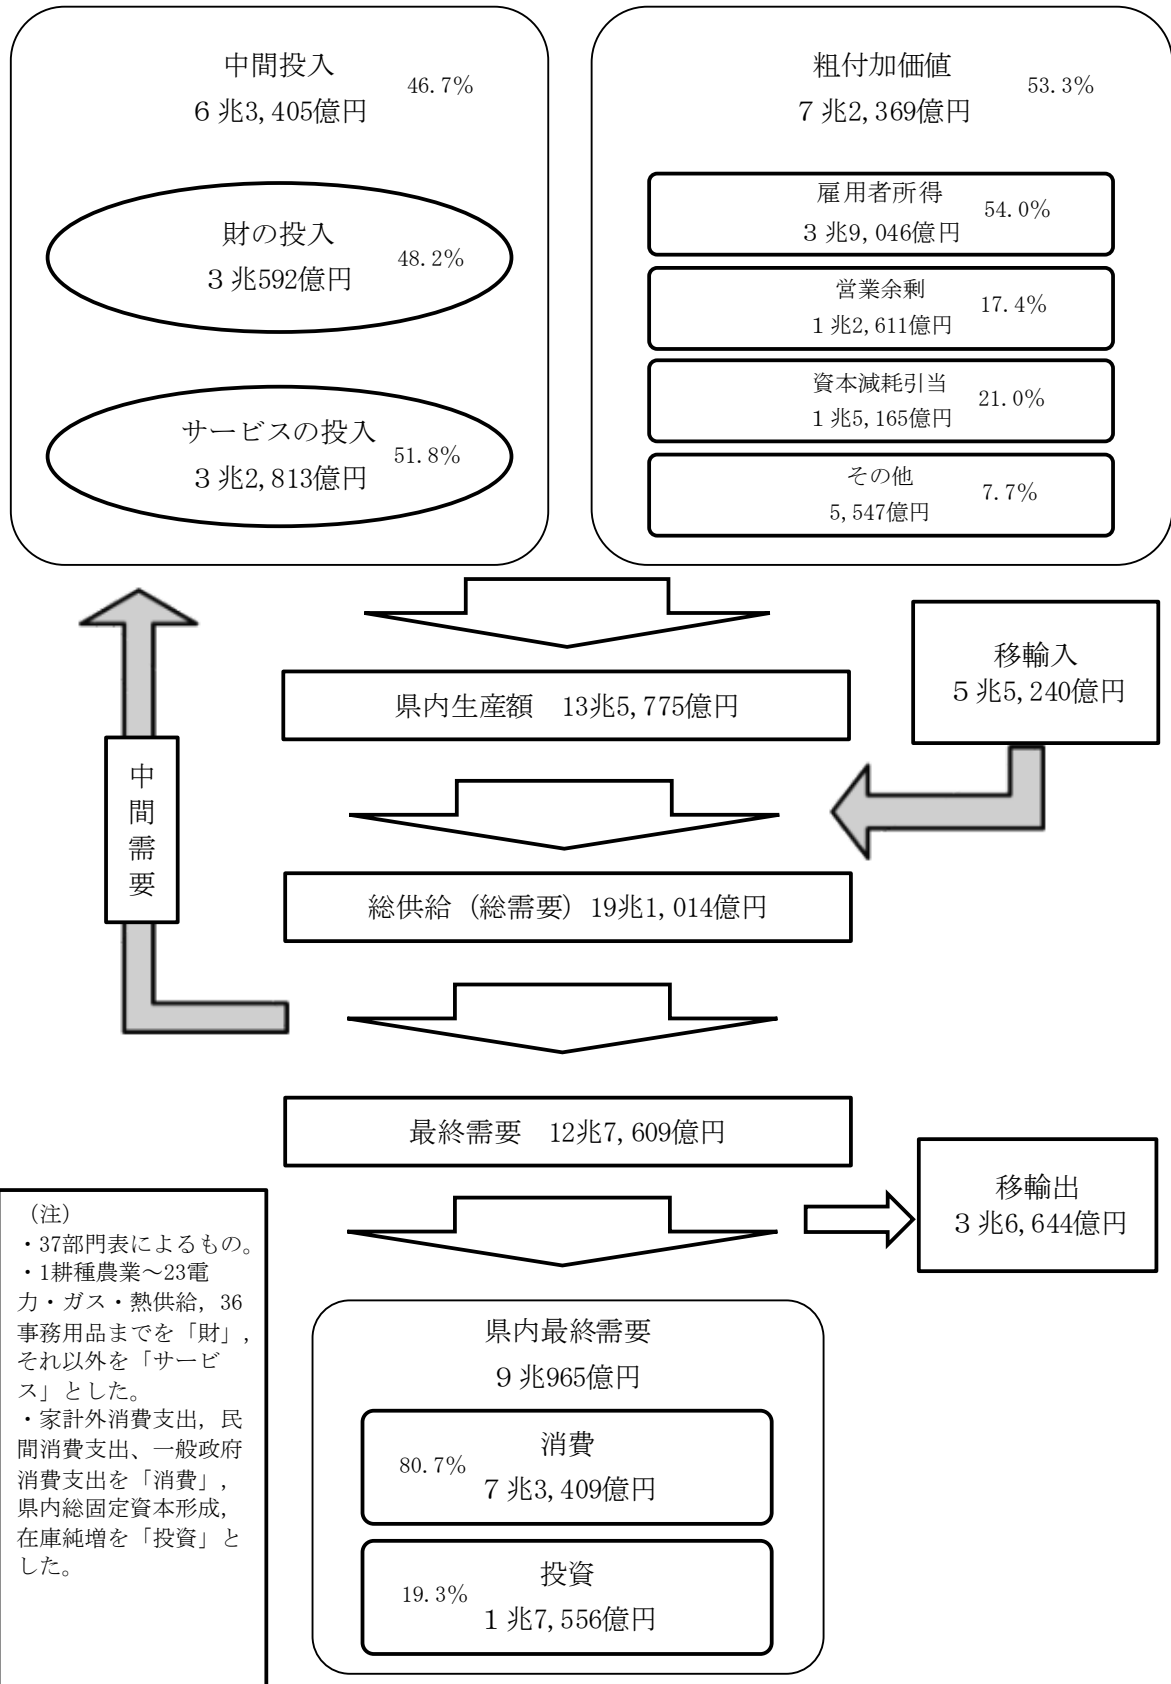 中間投入
46.7%
6兆3,405億円
財の投入
48.2%
3兆592億円
サービスの投入
51.8%
3兆2,813億円
粗付加価値
53.3%
7兆2,369億円
雇用者所得
54.0%
3兆9,046億円
営業余剰
17.4%
1兆2,611億円
資本減耗引当
21.0%
1兆5,165億円
その他
7.7%
5,547億円
県内生産額 13兆5,775億円
移輸入
5兆5,240億円
中
間
需
要
総供給（総需要）19兆1,014億円
最終需要 12兆7,609億円
移輸出
3兆6,644億円
県内最終需要
9兆965億円
消費
80.7%
7兆3,409億円
投資
19.3%
1兆7,556億円
（注）
・37部門表によるもの。
・1耕種農業～23電
力・ガス・熱供給，36
事務用品までを「財」，
それ以外を「サービ
ス」とした。
・家計外消費支出，民
間消費支出、一般政府
消費支出を「消費」，
県内総固定資本形成，
在庫純増を「投資」と
した。